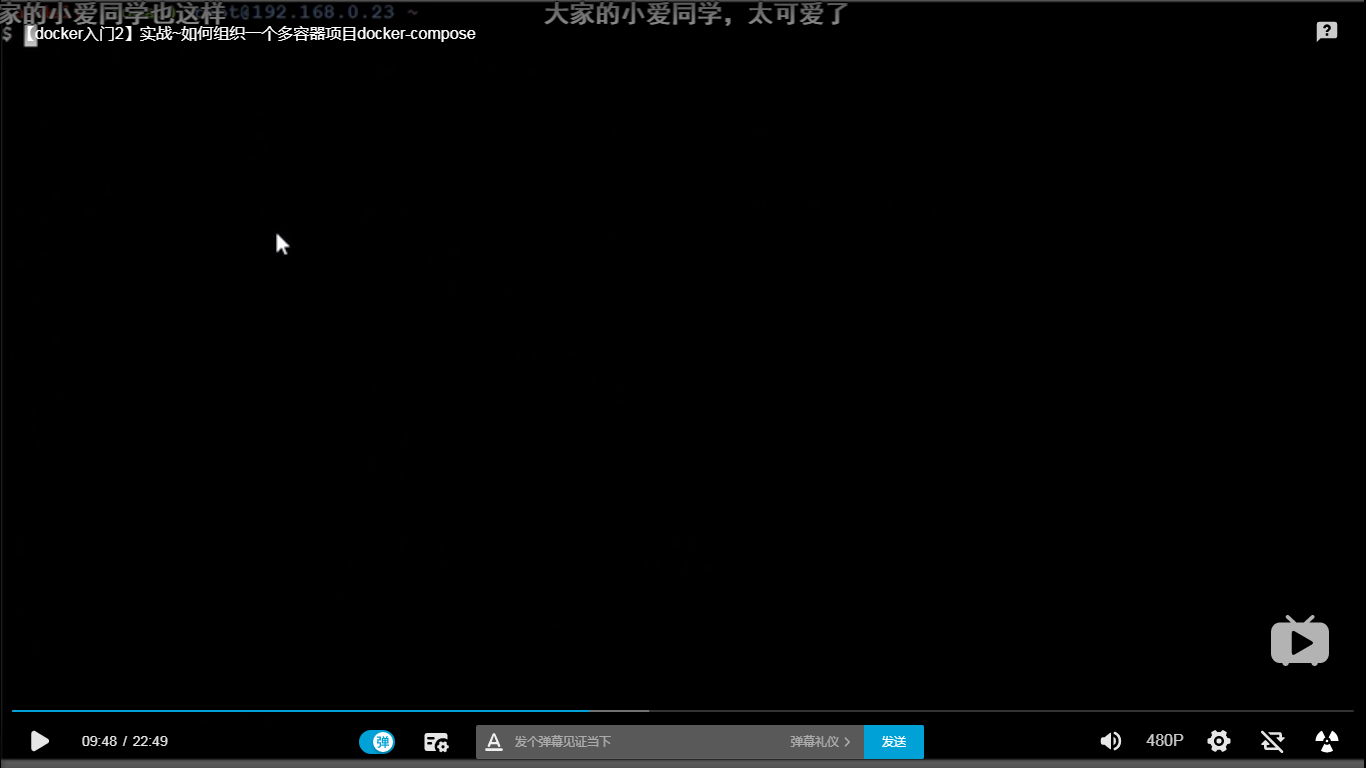 家的小爱同学也这样 t@192.168.0.23 ~ 大家的小爱同学，太可爱了
$ 【docker入门2】实战~如何组织一个多容器项目docker-compose
09:48 / 22:49 弹 A 发个弹幕见证当下 弹幕礼仪 > 发送 480P